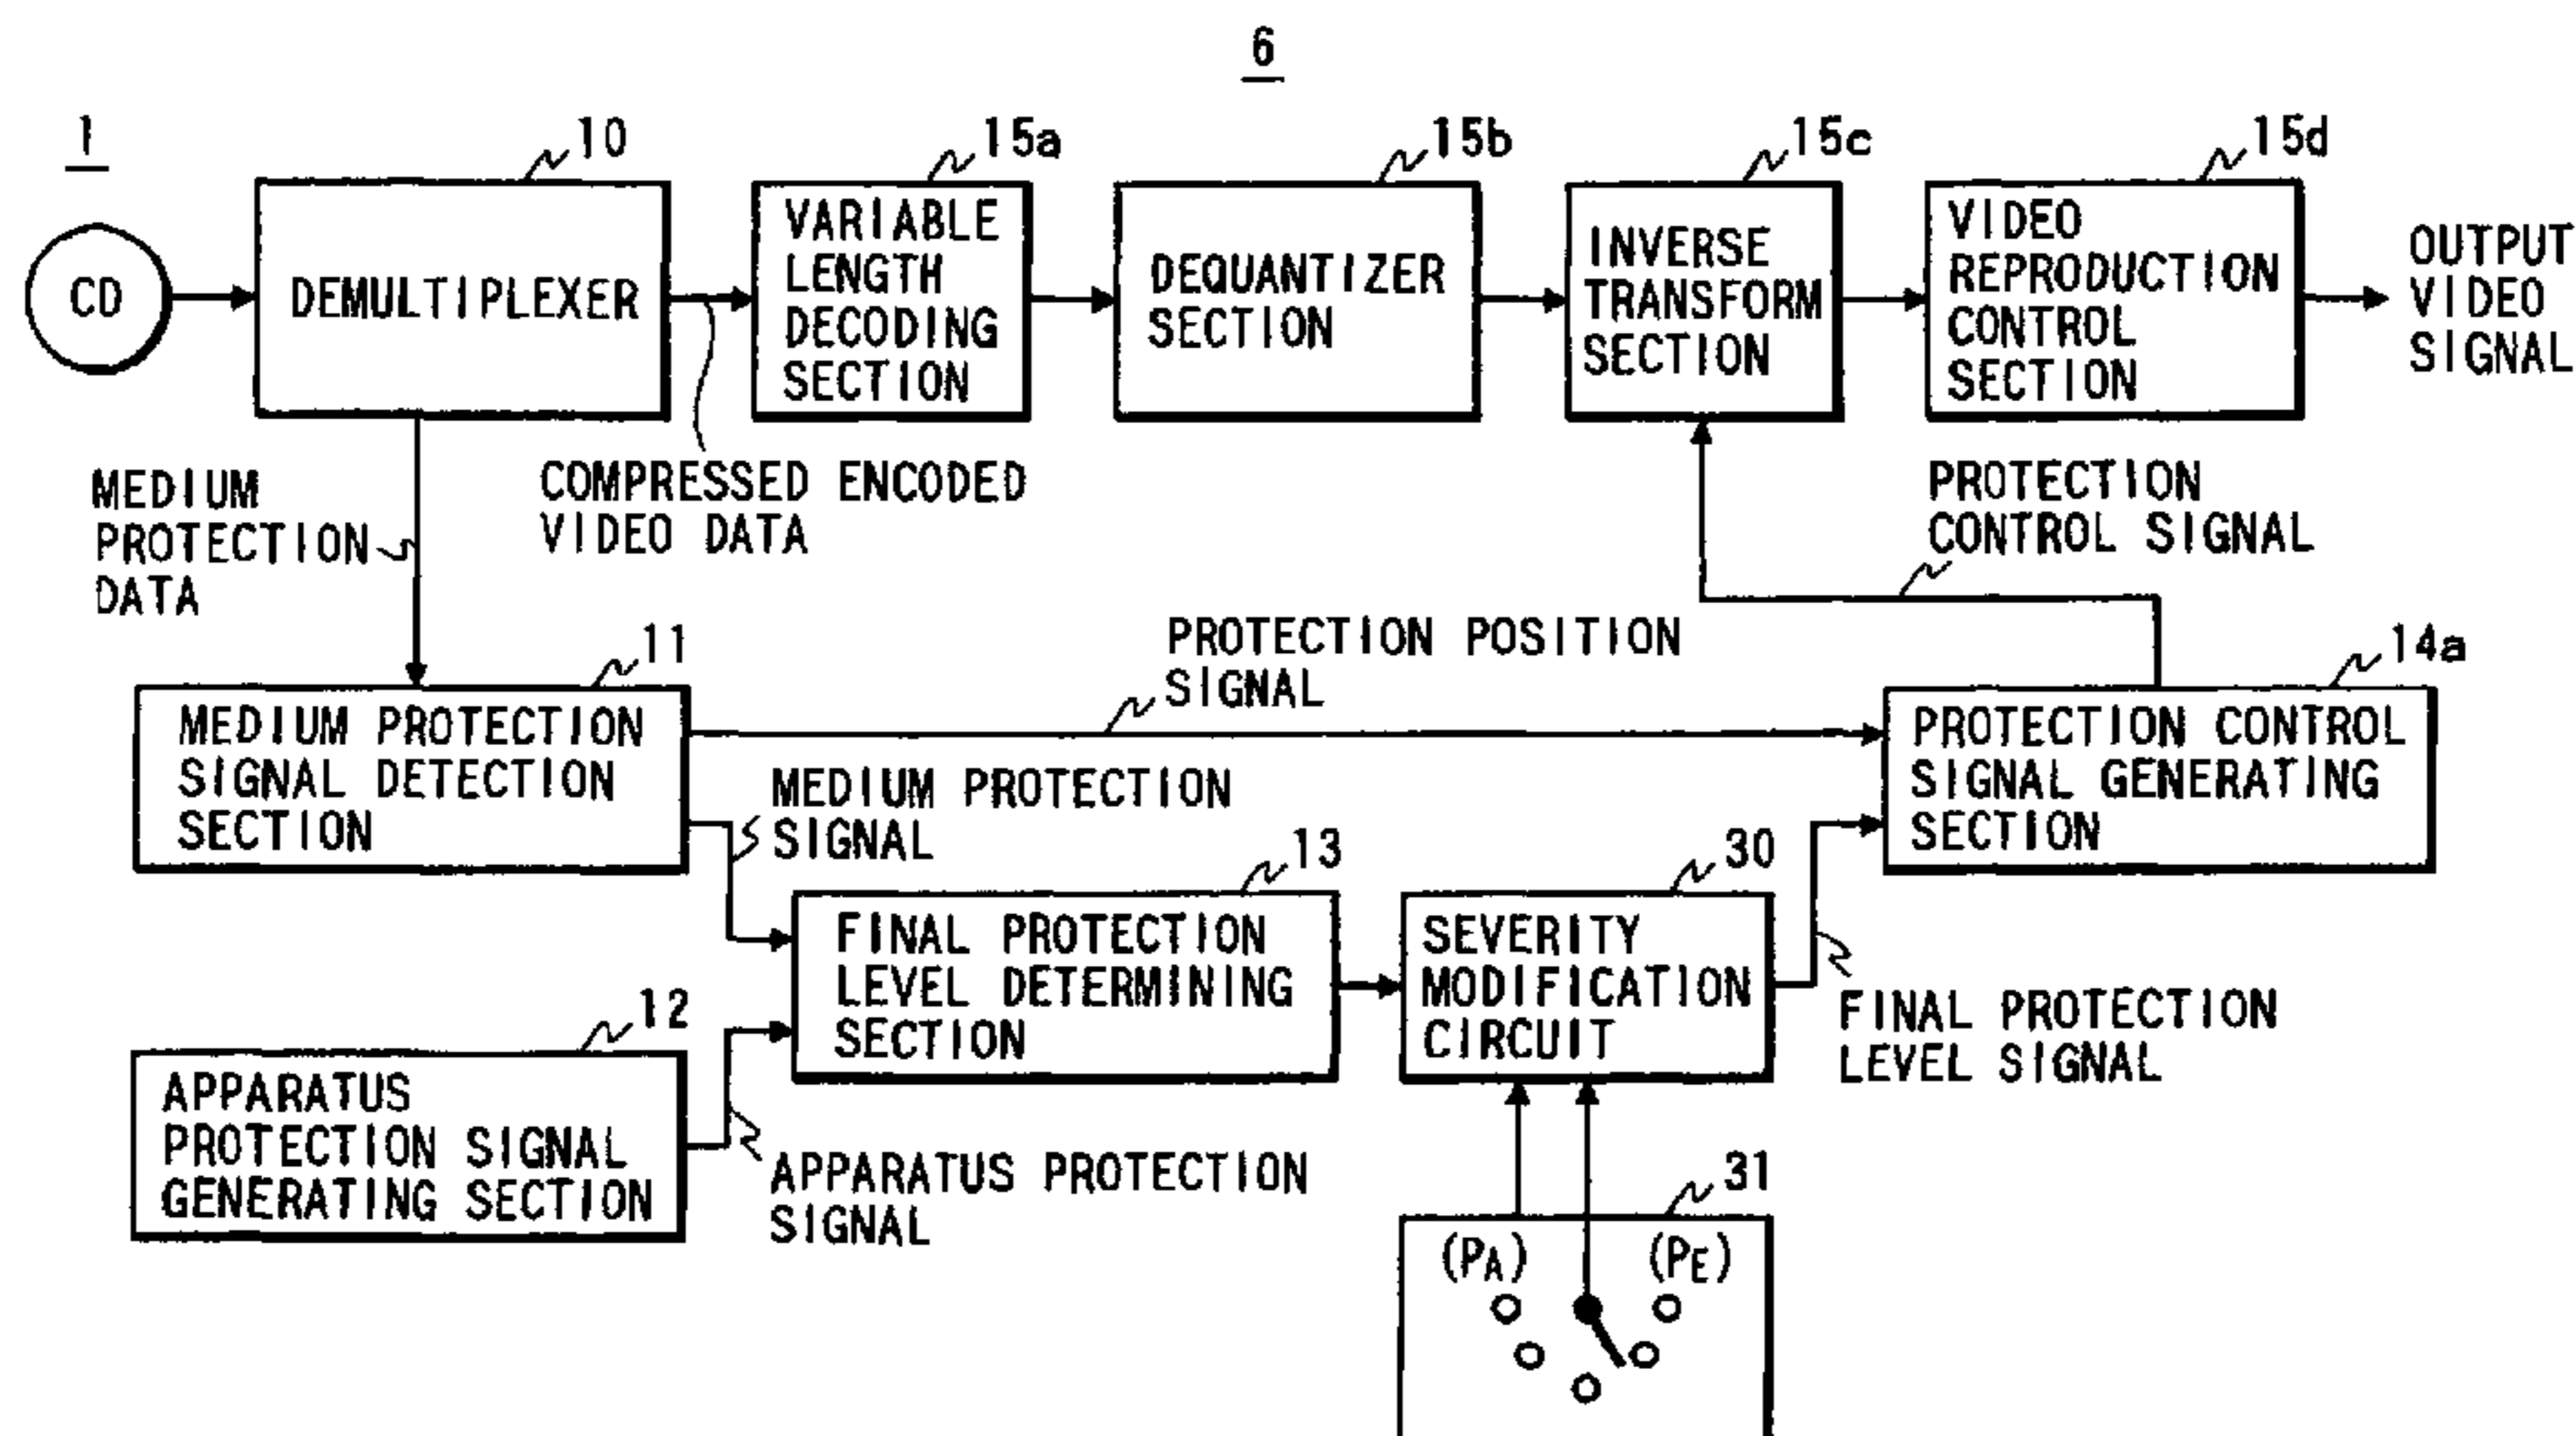 6
1
10
15a
15b
15c
15d
CD
DEMULTIPLEXER
VARIABLE
LENGTH
DECODING
SECTION
DEQUANTIZER
SECTION
INVERSE
TRANSFORM
SECTION
VIDEO
REPRODUCTION
CONTROL
SECTION
OUTPUT
VIDEO
SIGNAL
MEDIUM
PROTECTION
DATA
COMPRESSED ENCODED
VIDEO DATA
PROTECTION
CONTROL SIGNAL
11
PROTECTION POSITION
SIGNAL
14a
MEDIUM PROTECTION
SIGNAL DETECTION
SECTION
PROTECTION CONTROL
SIGNAL GENERATING
SECTION
MEDIUM PROTECTION
SIGNAL
13
30
FINAL PROTECTION
LEVEL DETERMINING
SECTION
SEVERITY
MODIFICATION
CIRCUIT
FINAL PROTECTION
LEVEL SIGNAL
12
APPARATUS
PROTECTION SIGNAL
GENERATING SECTION
APPARATUS PROTECTION
SIGNAL
31
(PA)
(PE)